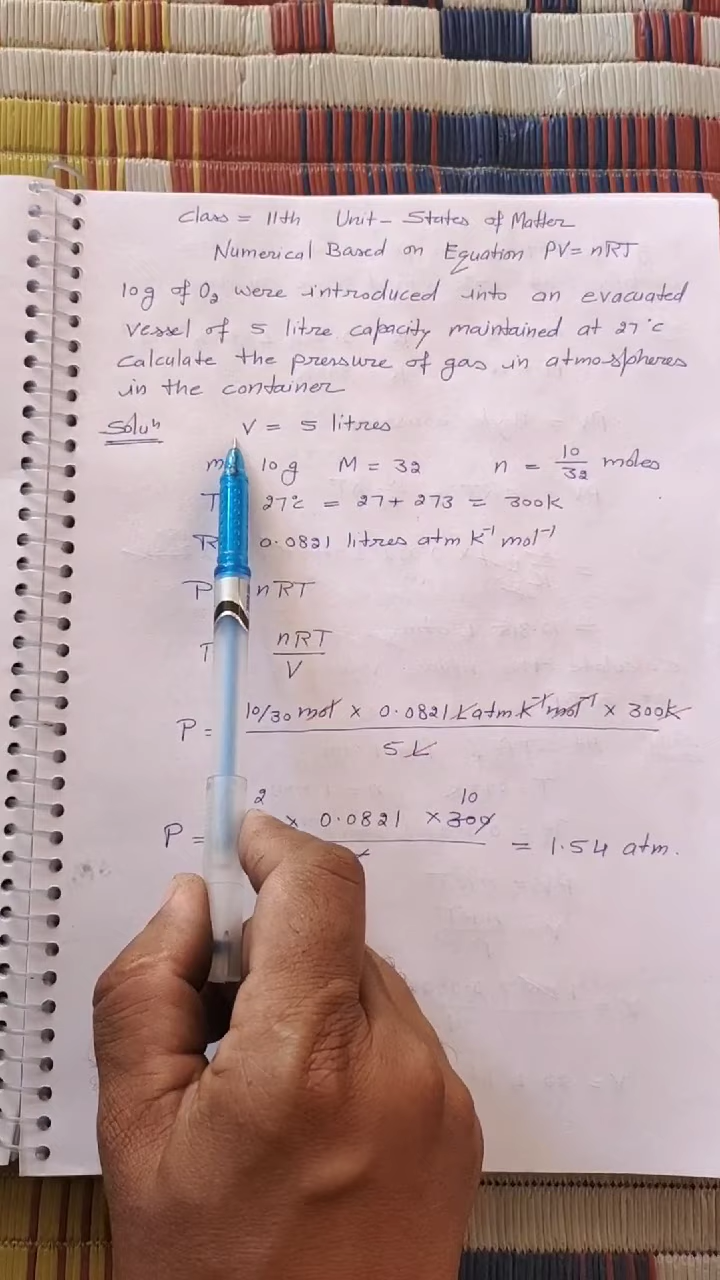 Class = 11th Unit - States of Matter
Numerical Based on Equation PV = nRT
10g of O₂ were introduced into an evacuated
vessel of 5 litre capacity maintained at 27°c
calculate the pressure of gas in atmospheres
in the container
Soluⁿ V = 5 litres
m 10g M = 32 n = 10/32 moles
T 27°c = 27 + 273 = 300K
R 0.0821 litres atm K⁻¹ mol⁻¹
P nRT
nRT/V
P = 10/30 mol × 0.0821 L atm K⁻¹ mol⁻¹ × 300K / 5 L
2 10
P = × 0.0821 × 300 = 1.54 atm.